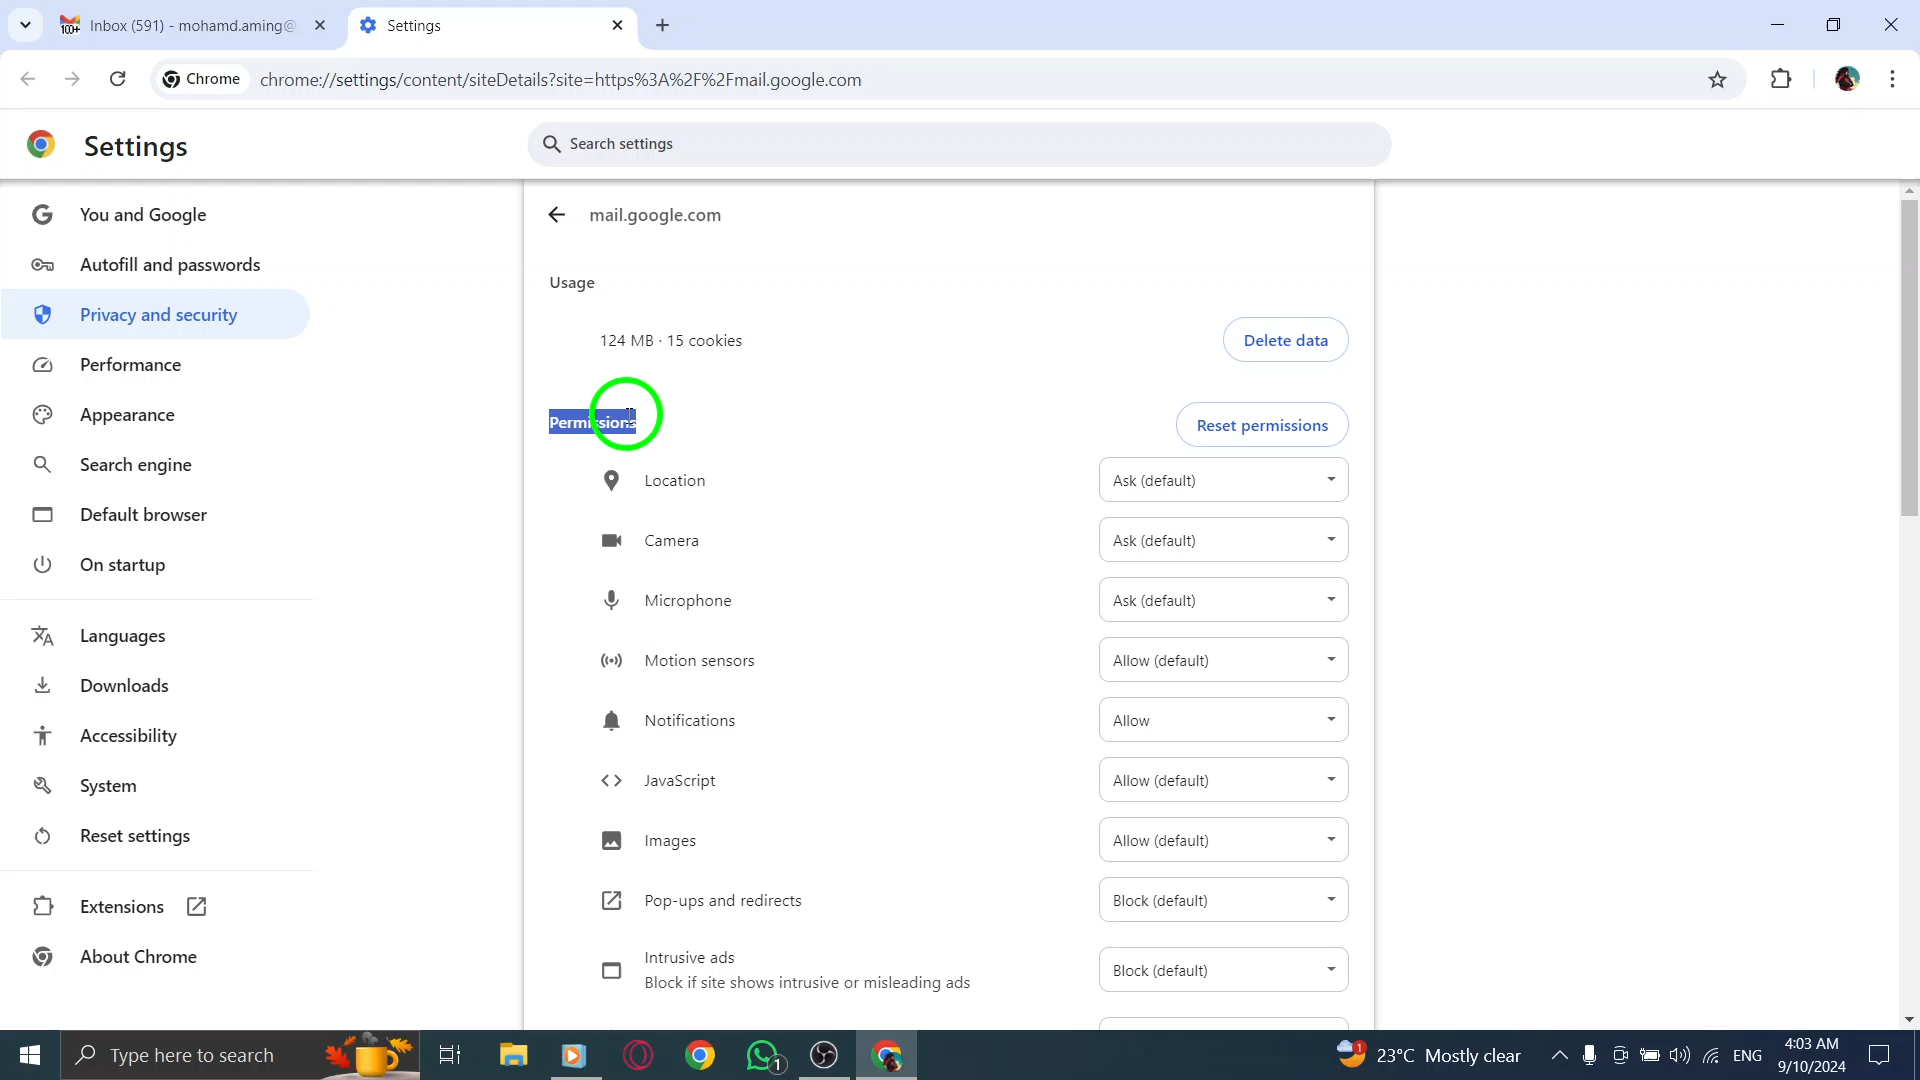 Inbox (591) - mohamd.aming@
Settings
Chrome
chrome://settings/content/siteDetails?site=https%3A%2F%2Fmail.google.com
Settings
Search settings
You and Google
Autofill and passwords
Privacy and security
Performance
Appearance
Search engine
Default browser
On startup
Languages
Downloads
Accessibility
System
Reset settings
Extensions
About Chrome
mail.google.com
Usage
124 MB · 15 cookies
Delete data
Permissions
Reset permissions
Location
Ask (default)
Camera
Ask (default)
Microphone
Ask (default)
Motion sensors
Allow (default)
Notifications
Allow
JavaScript
Allow (default)
Images
Allow (default)
Pop-ups and redirects
Block (default)
Intrusive ads
Block if site shows intrusive or misleading ads
Block (default)
Type here to search
1
1
23°C Mostly clear
ENG
4:03 AM
9/10/2024
100+